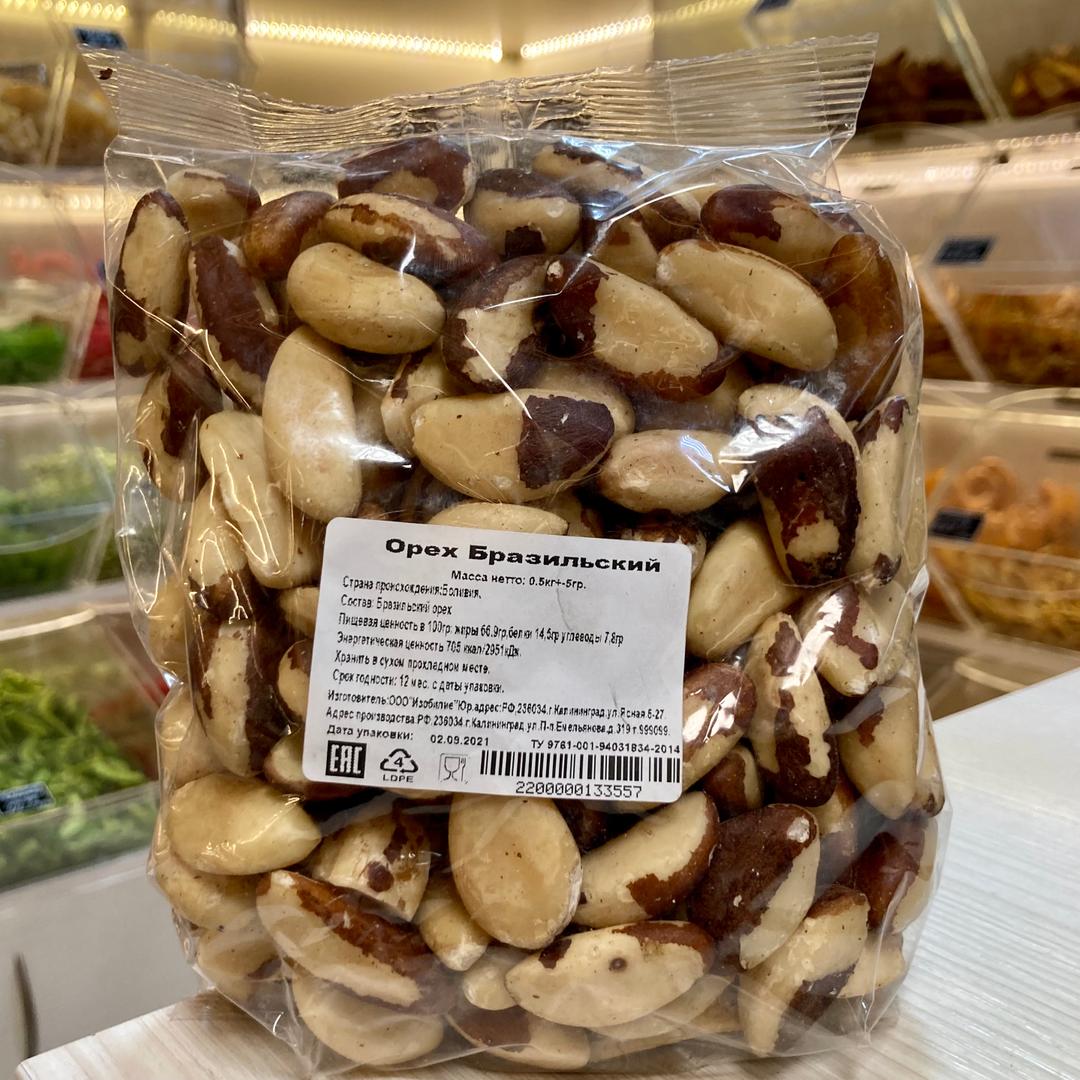 Орех Бразильский
Масса нетто: 0.5кг+-5гр.
Страна происхождения:Боливия.
Состав: Бразильский орех
Пищевая ценность в 100гр: жиры 66,9гр,белки 14,5гр углеводы 7,8гр
Энергетическая ценность 705 ккал/2951кДж.
Хранить в сухом прохладном месте.
Срок годности: 12 мес. с даты упаковки.
Изготовитель:ООО"Изобилие"Юр.адрес:РФ,236034,г.Калининград,ул.Ясная,6-27.
Адрес производства:РФ,236034,г.Калининград,ул.П-п.Емельянова,д.319 т.999099.
Дата упаковки: 02.09.2021 ТУ 9761-001-94031834-2014
EAC 4
LDPE
2200000133557